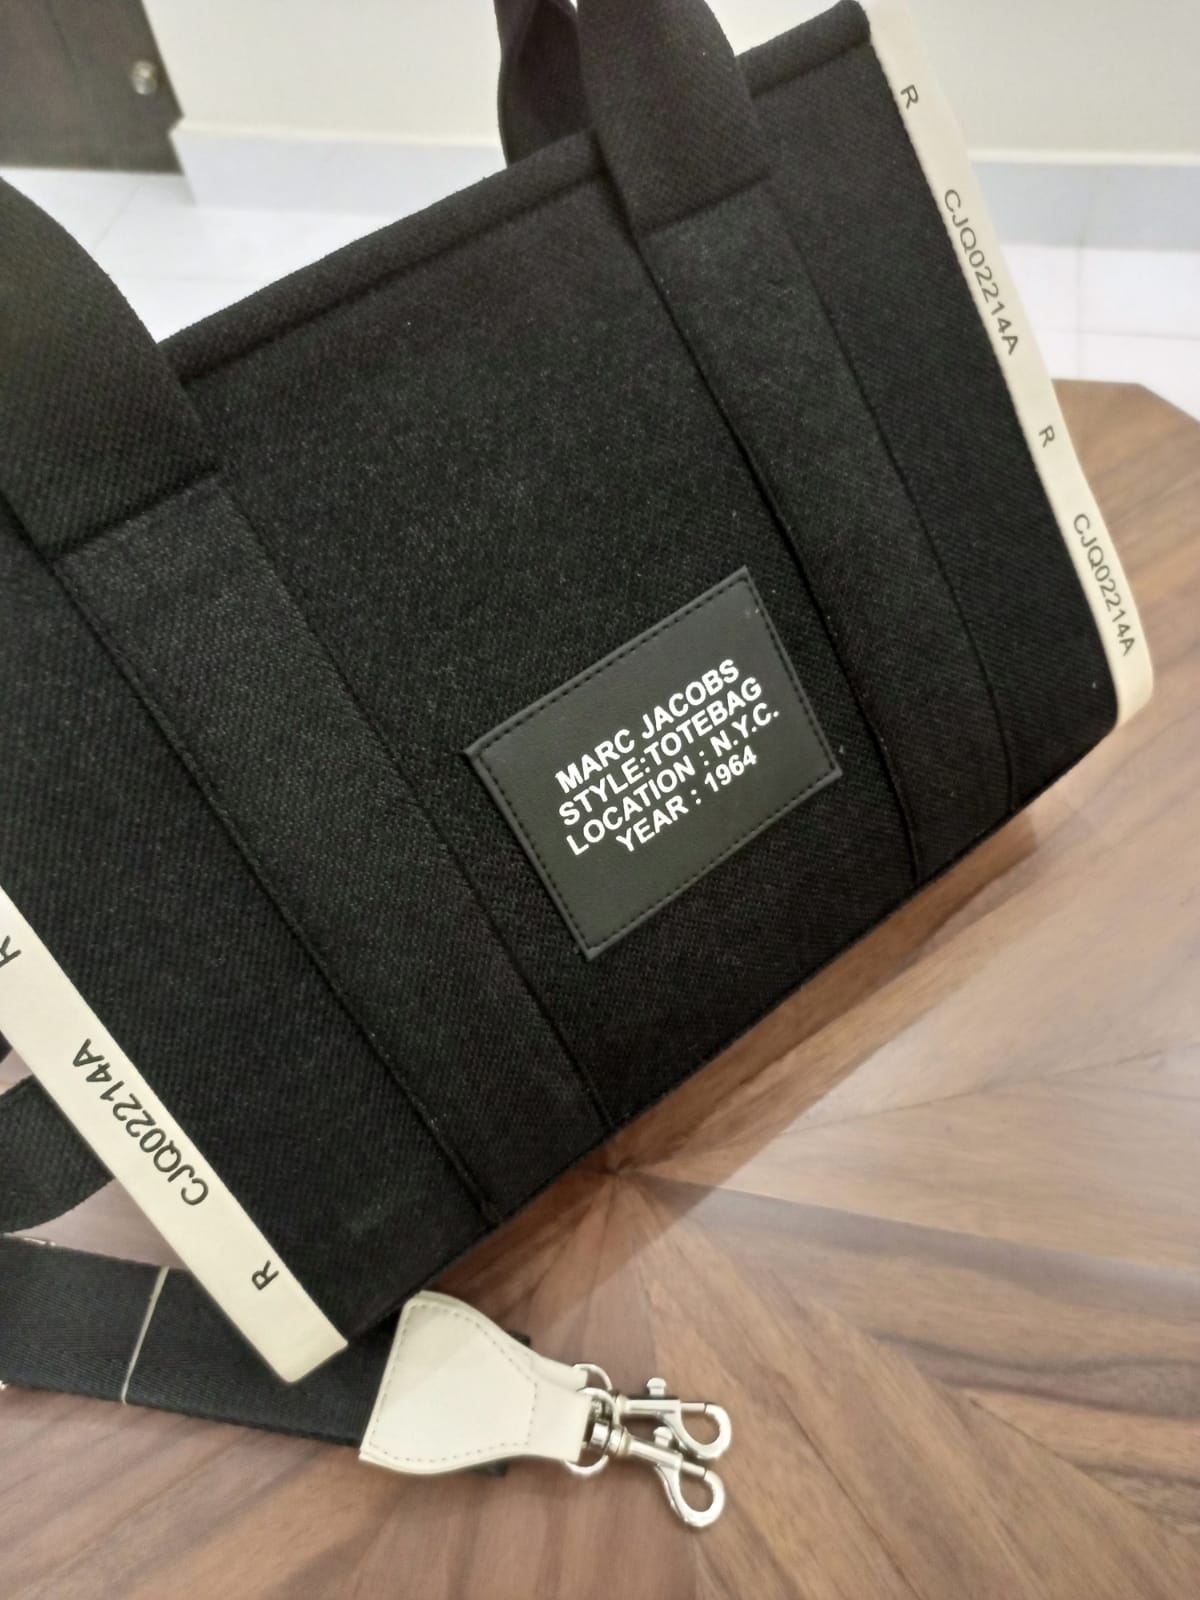 MARC JACOBS
STYLE:TOTEBAG
LOCATION : N.Y.C.
YEAR : 1964
R
CJQ02214A
R
CJQ02214A
R
CJQ02214A
R